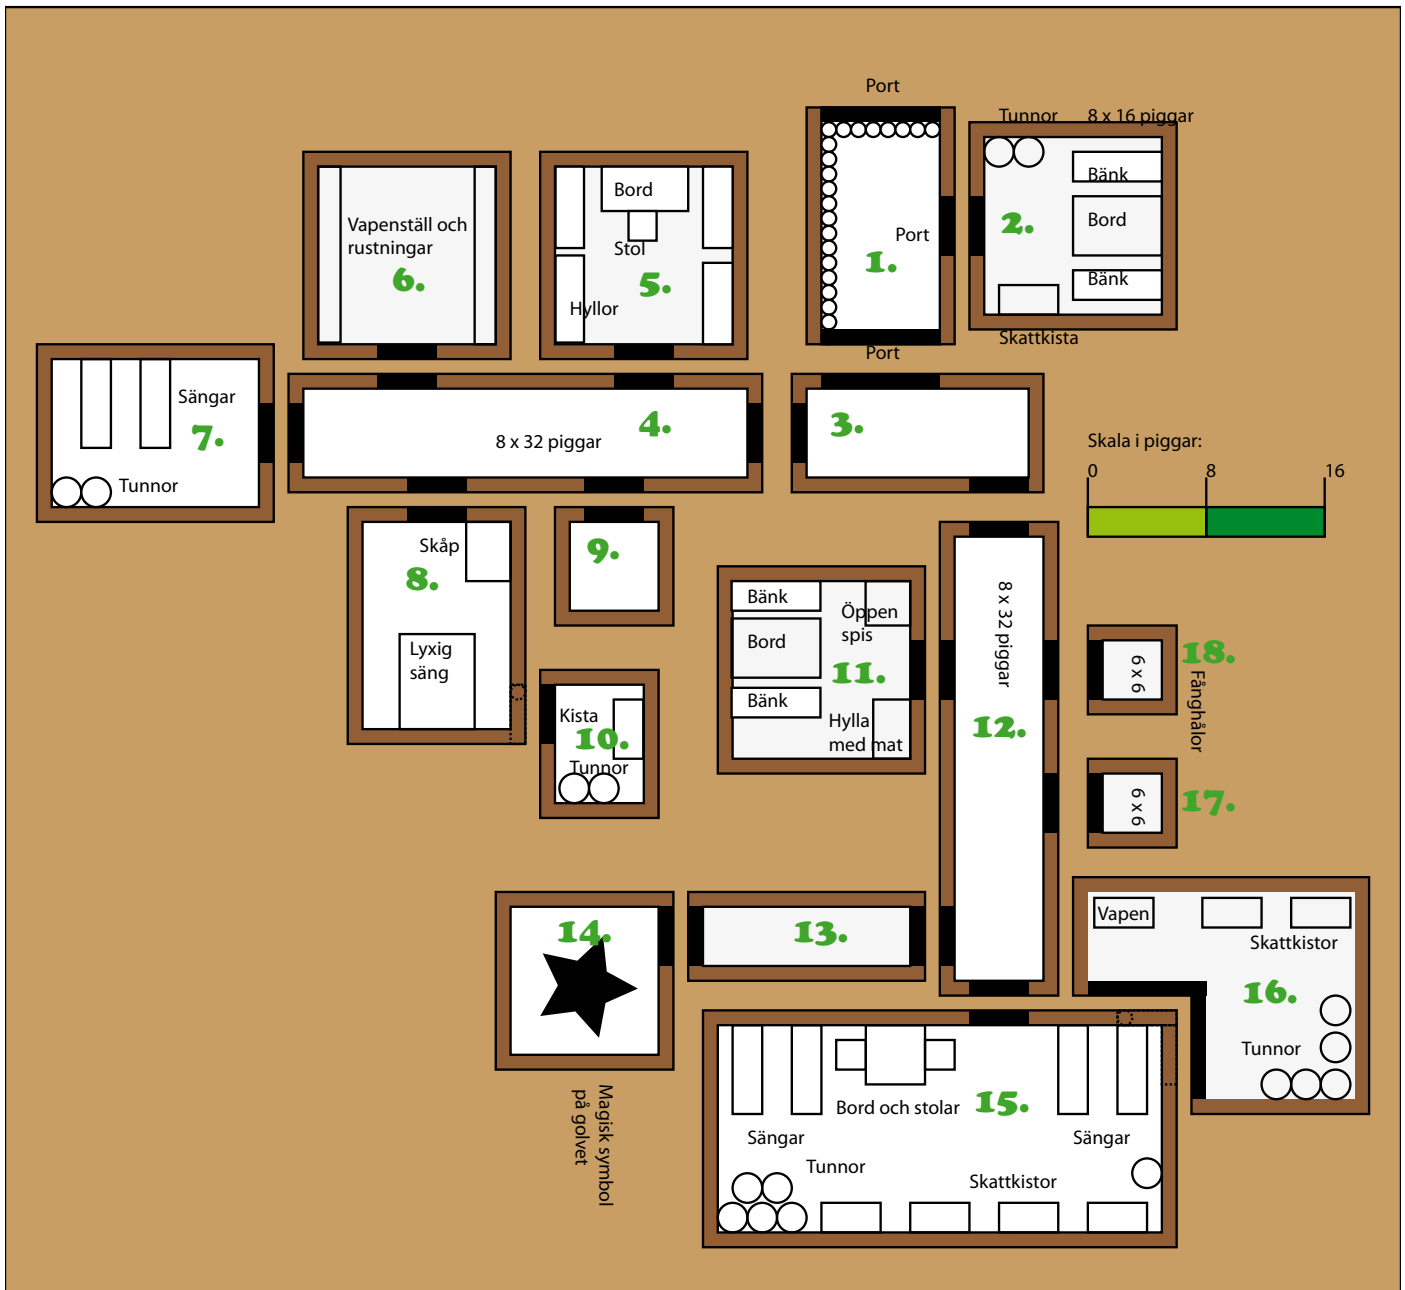 Port
Tunnor
8 x 16 piggar
Bänk
Bord
Bänk
2.
Skattkista
Port
1.
Port
Bord
Stol
5.
Hyllor
Vapenställ och
rustningar
6.
Sängar
7.
Tunnor
4.
8 x 32 piggar
3.
Skala i piggar:
0
8
16
Skåp
8.
Lyxig
säng
9.
Kista
10.
Tunnor
Bänk
Bord
Bänk
Öppen
spis
11.
Hylla
med mat
8 x 32 piggar
12.
6 x 6
18.
Fånghålor
6 x 6
17.
14.
Magisk symbol
på golvet
13.
Vapen
Skattkistor
16.
Tunnor
Bord och stolar
15.
Sängar
Sängar
Tunnor
Skattkistor